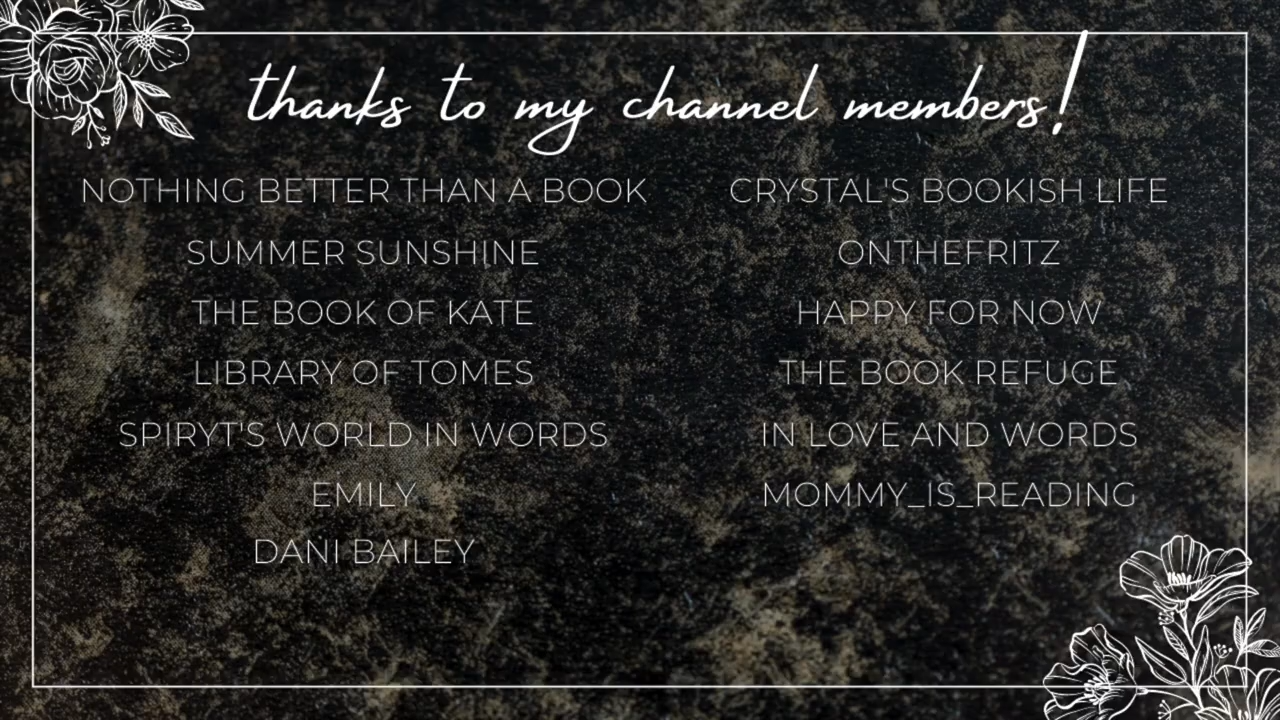 thanks to my channel members!
NOTHING BETTER THAN A BOOK
SUMMER SUNSHINE
THE BOOK OF KATE
LIBRARY OF TOMES
SPIRYT'S WORLD IN WORDS
EMILY
DANI BAILEY
CRYSTAL'S BOOKISH LIFE
ONTHEFRITZ
HAPPY FOR NOW
THE BOOK REFUGE
IN LOVE AND WORDS
MOMMY_IS_READING